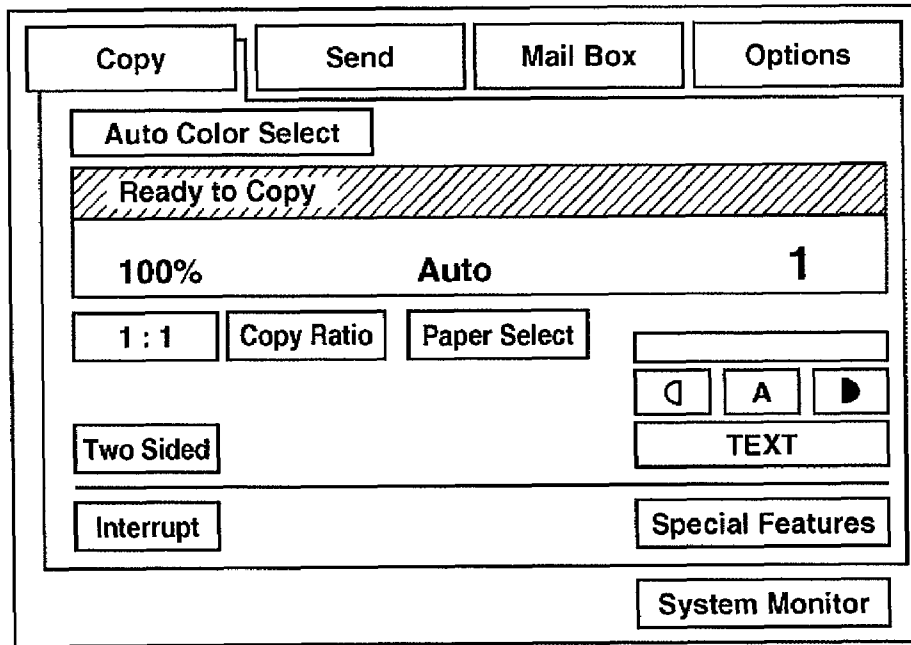 Copy Send Mail Box Options
Auto Color Select
Ready to Copy
100% Auto 1
1 : 1 Copy Ratio Paper Select
A
Two Sided TEXT
Interrupt Special Features
System Monitor